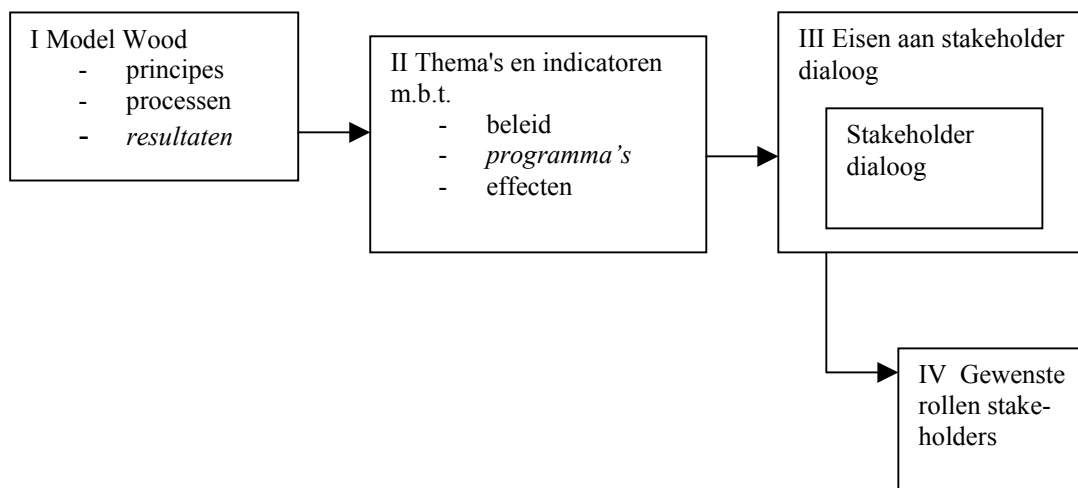 I Model Wood
- principes
- processen
- resultaten
II Thema's en indicatoren
m.b.t.
- beleid
- programma’s
- effecten
III Eisen aan stakeholder
dialoog
Stakeholder
dialoog
IV Gewenste
rollen stake-
holders